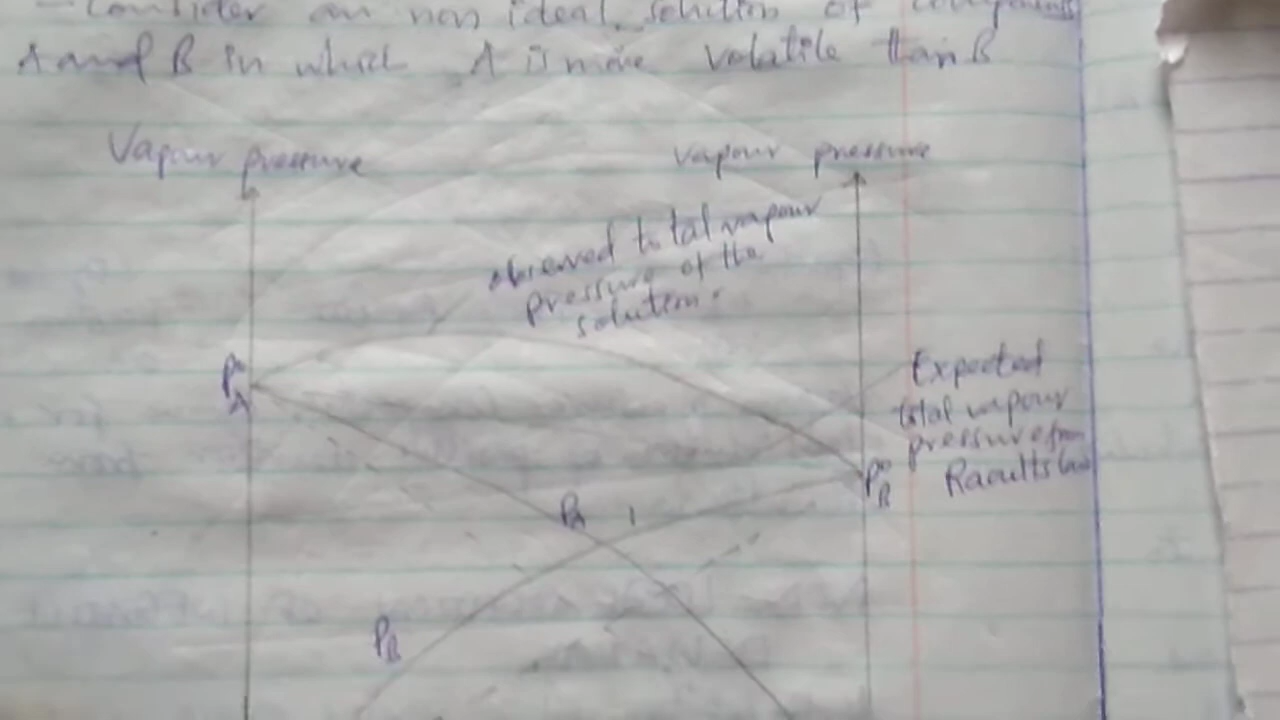 - Consider an non ideal solution of components
A and B in which A is more volatile than B
Vapour pressure
vapour pressure
observed total vapour
pressure of the
solution.
P°A
Expected
total vapour
pressure from
Raoults law
P°B
PA
PB